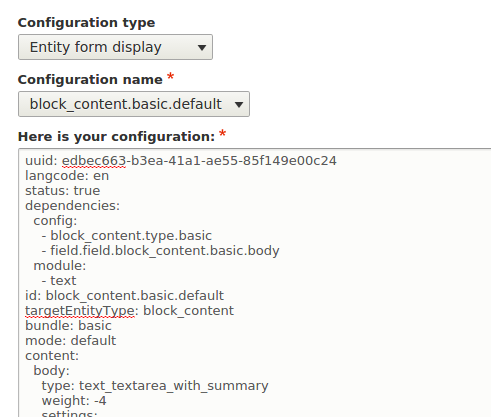 Configuration type
Entity form display
Configuration name *
block_content.basic.default
Here is your configuration: *
uuid: edbec663-b3ea-41a1-ae55-85f149e00c24
langcode: en
status: true
dependencies:
  config:
    - block_content.type.basic
    - field.field.block_content.basic.body
  module:
    - text
id: block_content.basic.default
targetEntityType: block_content
bundle: basic
mode: default
content:
  body:
    type: text_textarea_with_summary
    weight: -4
    settings: